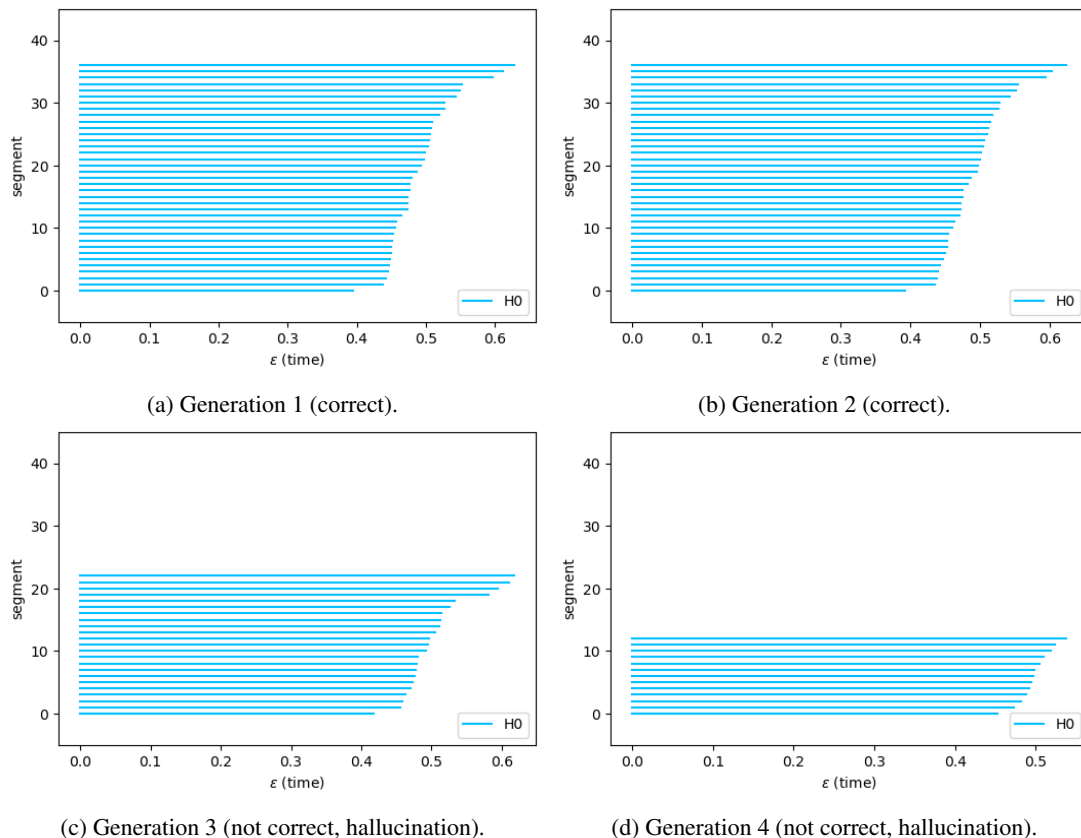 40
30
20
10
0
segment
0.0 0.1 0.2 0.3 0.4 0.5 0.6
ε (time)
H0
(a) Generation 1 (correct).
40
30
20
10
0
segment
0.0 0.1 0.2 0.3 0.4 0.5 0.6
ε (time)
H0
(b) Generation 2 (correct).
40
30
20
10
0
segment
0.0 0.1 0.2 0.3 0.4 0.5 0.6
ε (time)
H0
(c) Generation 3 (not correct, hallucination).
40
30
20
10
0
segment
0.0 0.1 0.2 0.3 0.4 0.5
ε (time)
H0
(d) Generation 4 (not correct, hallucination).